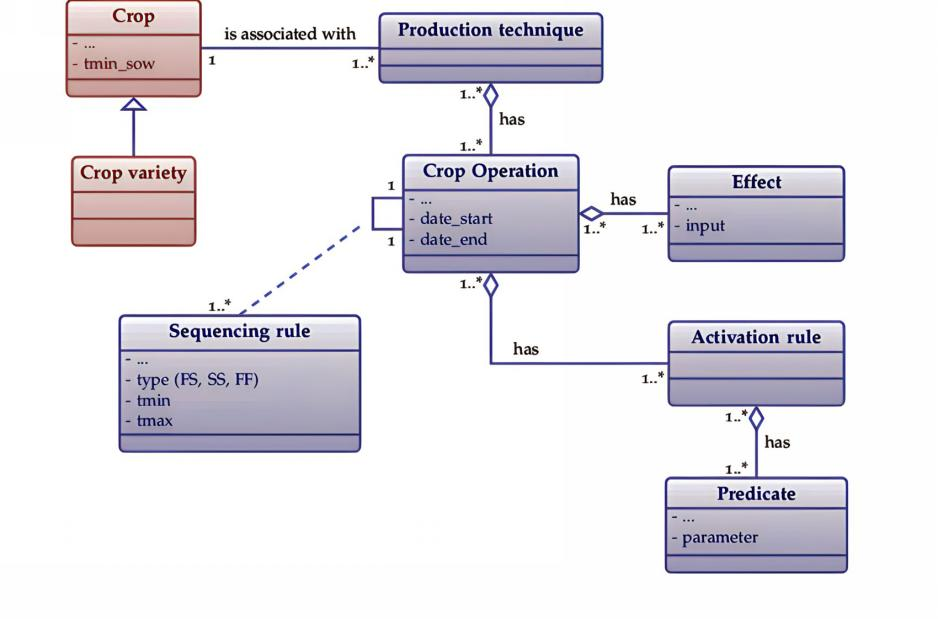 Crop
- ...
- tmin_sow
is associated with
1
1..*
Production technique
1..*
has
1..*
Crop variety
Crop Operation
- ...
- date_start
- date_end
1
1
has
1..*
1..*
Effect
- ...
- input
1..*
Sequencing rule
- ...
- type (FS, SS, FF)
- tmin
- tmax
1..*
has
1..*
Activation rule
1..*
has
1..*
Predicate
- ...
- parameter